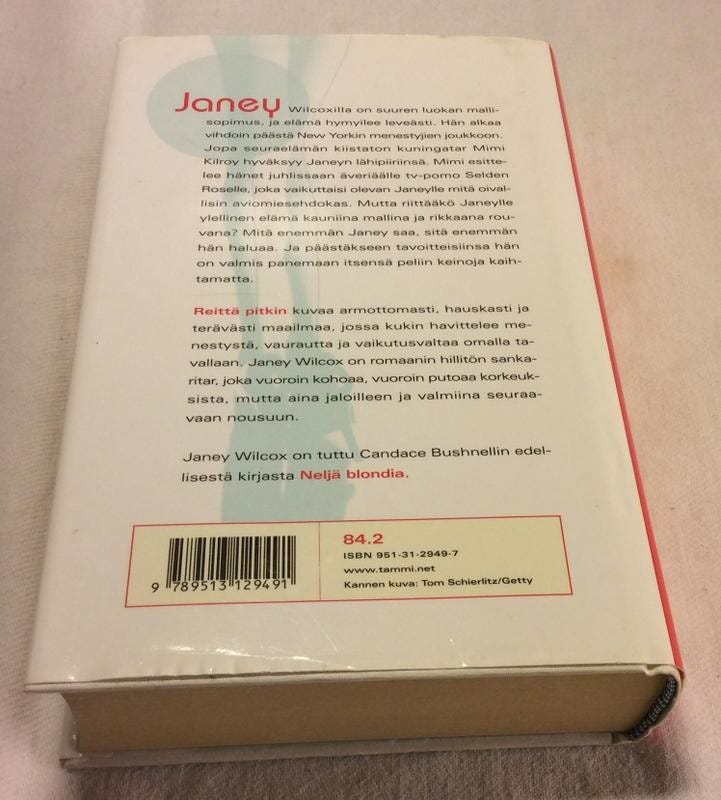 Janey Wilcoxilla on suuren luokan malli-
sopimus, ja elämä hymyilee leveästi. Hän alkaa
vihdoin päästä New Yorkin menestyjien joukkoon.
Jopa seuraelämän kiistaton kuningatar Mimi
Kilroy hyväksyy Janeyn lähipiiriinsä. Mimi esitte-
lee hänet juhlissaan äveriäälle tv-pomo Selden
Roselle, joka vaikuttaisi olevan Janeylle mitä oival-
lisin aviomiesehdokas. Mutta riittääkö Janeylle
ylellinen elämä kauniina mallina ja rikkaana rou-
vana? Mitä enemmän Janey saa, sitä enemmän
hän haluaa. Ja päästäkseen tavoitteisiinsa hän
on valmis panemaan itsensä peliin keinoja kaih-
tamatta.
Reittä pitkin kuvaa armottomasti, hauskasti ja
terävästi maailmaa, jossa kukin havittelee me-
nestystä, vaurautta ja vaikutusvaltaa omalla ta-
vallaan. Janey Wilcox on romaanin hillitön sanka-
ritar, joka vuoroin kohoaa, vuoroin putoaa korkeuk-
sista, mutta aina jaloilleen ja valmiina seuraa-
vaan nousuun.
Janey Wilcox on tuttu Candace Bushnellin edel-
lisestä kirjasta Neljä blondia.
84.2
ISBN 951-31-2949-7
www.tammi.net
Kannen kuva: Tom Schierlitz/Getty
9 789513 129491